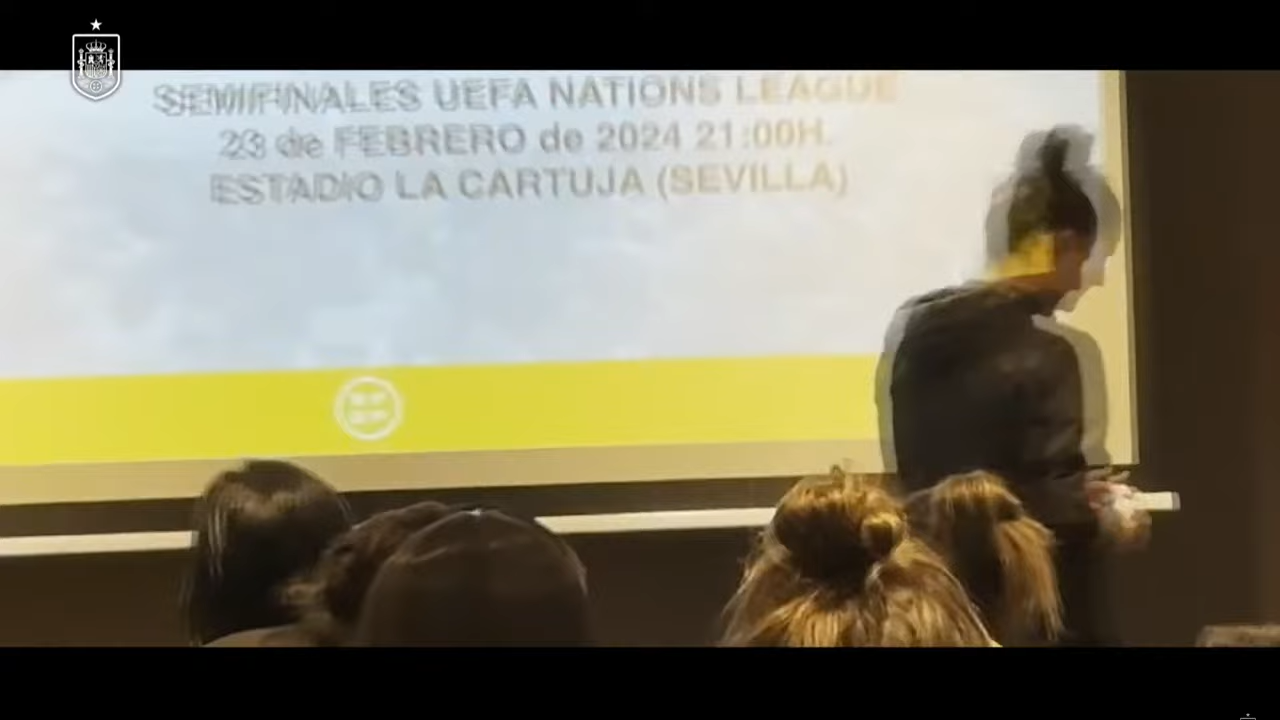 SEMIFINALES UEFA NATIONS LEAGUE
23 de FEBRERO de 2024 21:00H.
ESTADIO LA CARTUJA (SEVILLA)